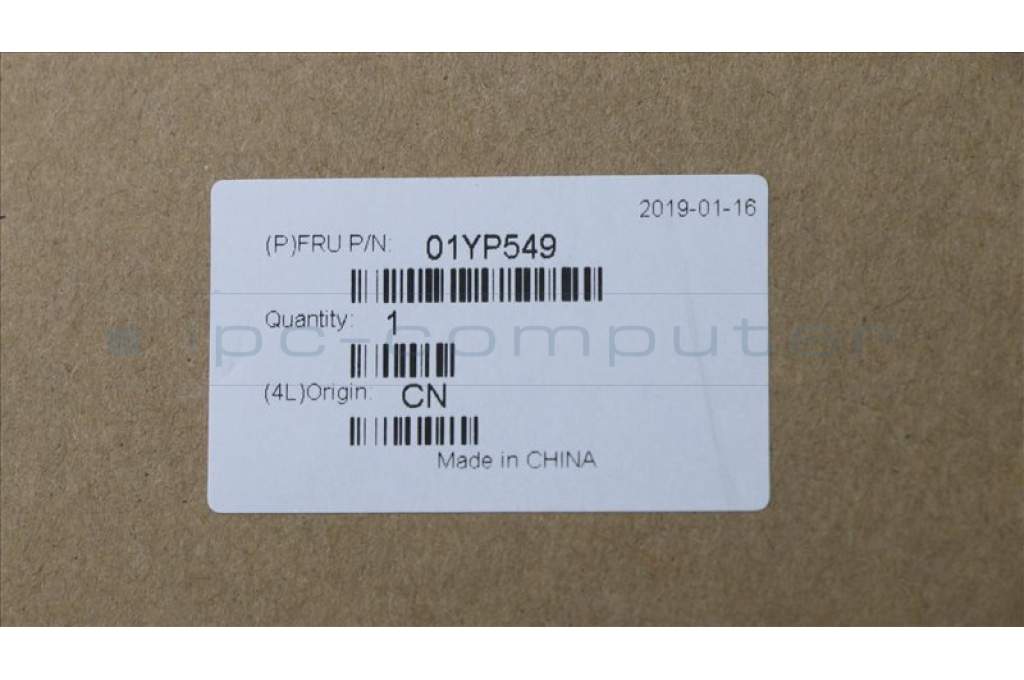 2019-01-16
(P)FRU P/N: 01YP549
Quantity: 1
ipc-computer
(4L)Origin: CN
Made in CHINA